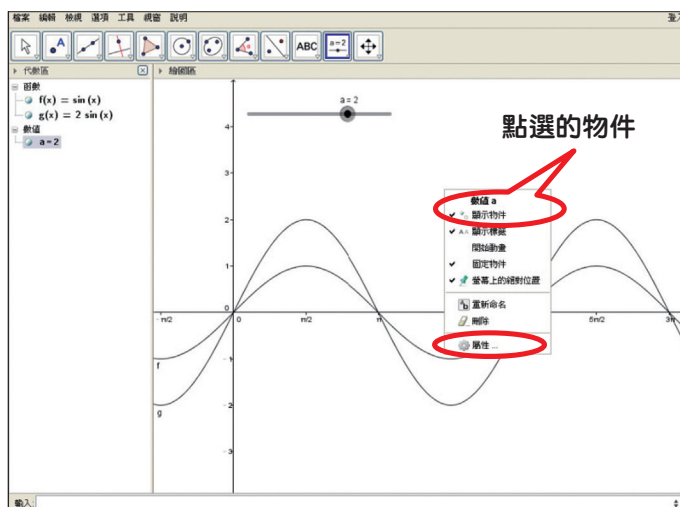 檔案 編輯 檢視 選項 工具 視窗 說明
登入
ABC a=2
代數區
繪圖區
函數
f(x) = sin (x)
g(x) = 2 sin (x)
數值
a=2
a = 2
點選的物件
4
3
2
1
0
-1
-2
-3
-π/2 0 π/2 π 5π/2 3π
f
g
數值 a
顯示物件
顯示標籤
開始動畫
固定物件
螢幕上的絕對位置
重新命名
刪除
屬性 ...
輸入: